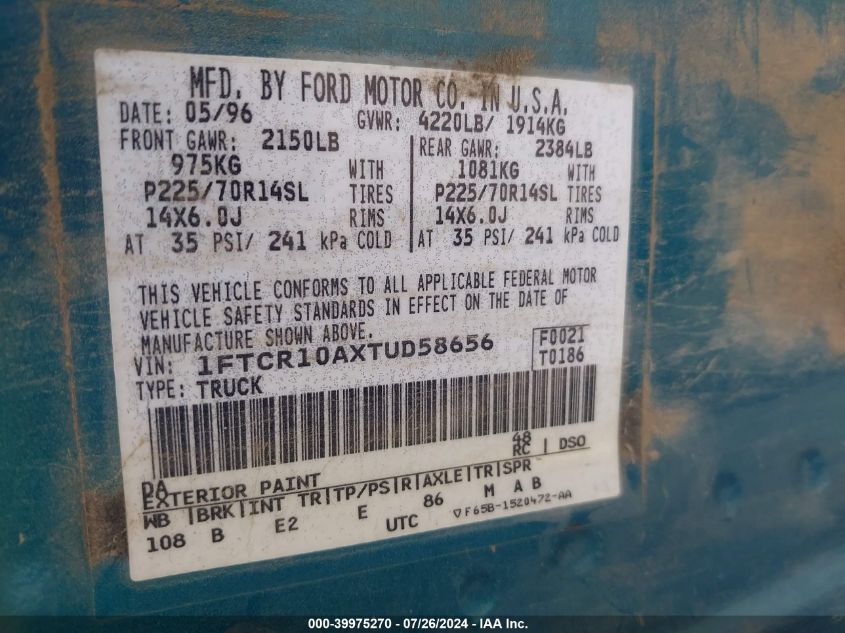 MFD. BY FORD MOTOR CO. IN U.S.A.
DATE: 05/96 GVWR: 4220LB/ 1914KG
FRONT GAWR: 2150LB REAR GAWR: 2384LB
975KG WITH 1081KG WITH
P225/70R14SL TIRES P225/70R14SL TIRES
14X6.0J RIMS 14X6.0J RIMS
AT 35 PSI/ 241 kPa COLD AT 35 PSI/ 241 kPa COLD
THIS VEHICLE CONFORMS TO ALL APPLICABLE FEDERAL MOTOR
VEHICLE SAFETY STANDARDS IN EFFECT ON THE DATE OF
MANUFACTURE SHOWN ABOVE.
VIN: 1FTCR10AXTUD58656 F0021
TYPE: TRUCK T0186
48
DA RC DSO
EXTERIOR PAINT
WB BRK INT TR TP/PS R AXLE TR SPR
108 B E2 E 86 M A B
UTC F65B-1520472-AA
000-39975270 - 07/26/2024 - IAA Inc.